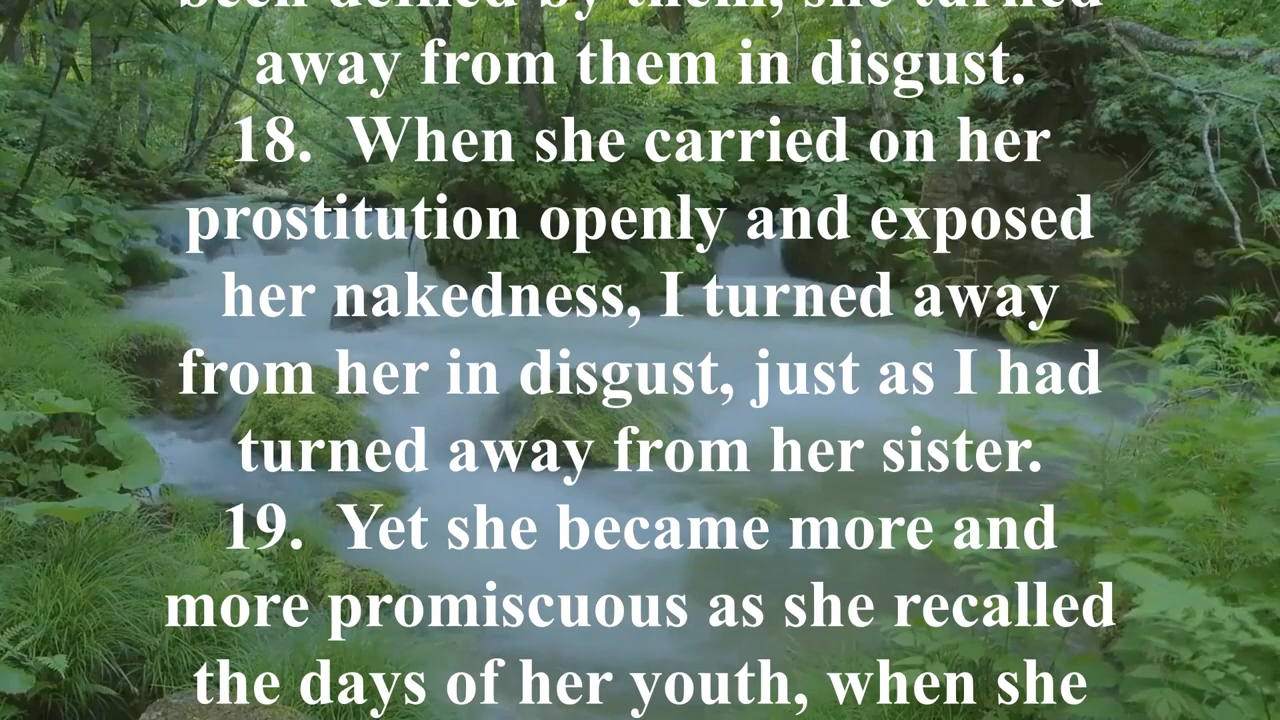 been defiled by them, she turned
away from them in disgust.
18. When she carried on her
prostitution openly and exposed
her nakedness, I turned away
from her in disgust, just as I had
turned away from her sister.
19. Yet she became more and
more promiscuous as she recalled
the days of her youth, when she